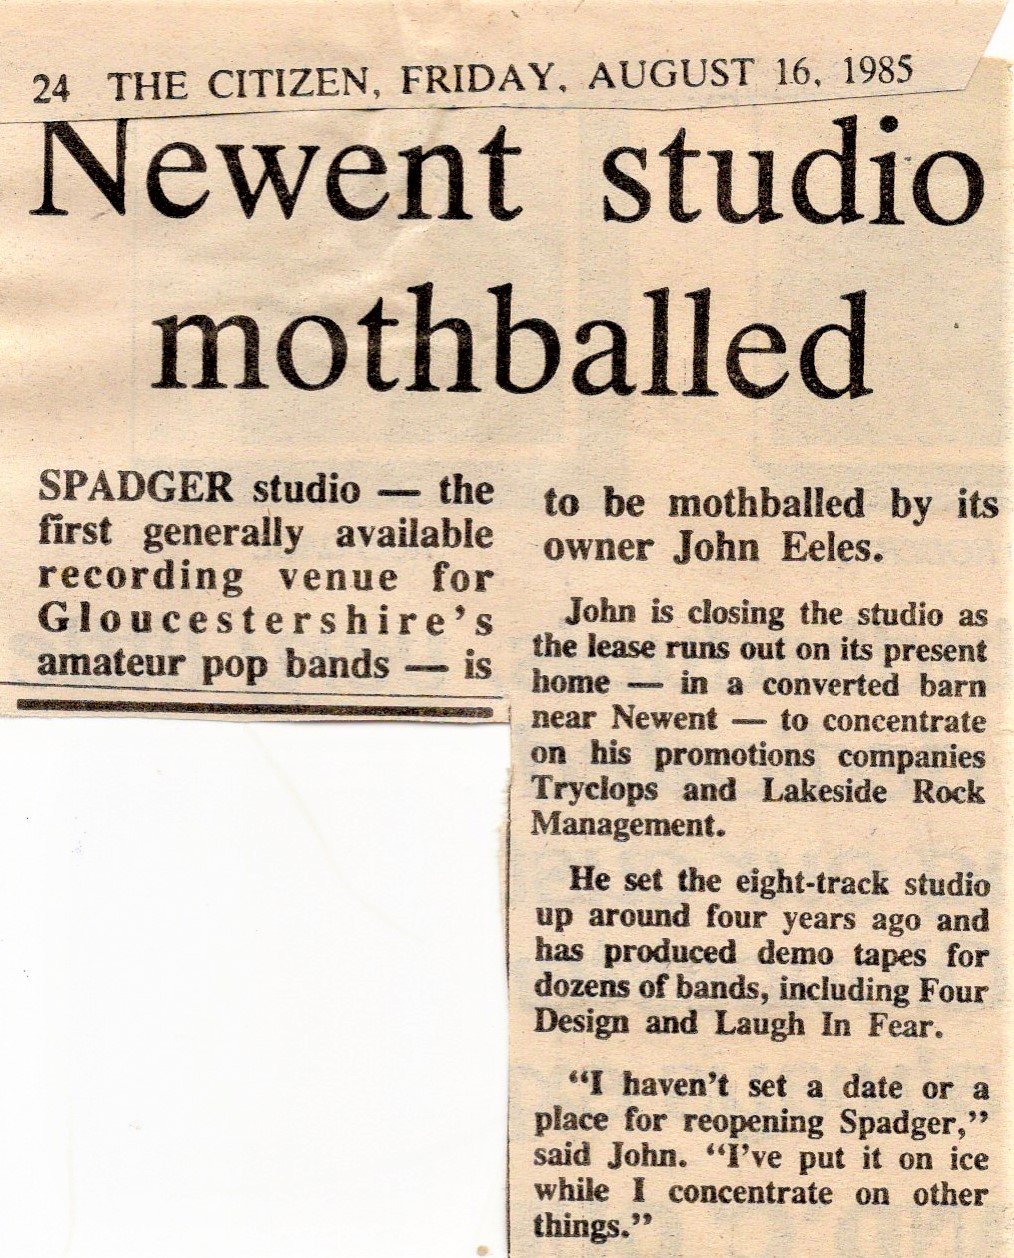 24 THE CITIZEN, FRIDAY, AUGUST 16, 1985
Newent studio
mothballed
SPADGER studio — the
first generally available
recording venue for
Gloucestershire's
amateur pop bands — is
to be mothballed by its
owner John Eeles.
John is closing the studio as
the lease runs out on its present
home — in a converted barn
near Newent — to concentrate
on his promotions companies
Tryclops and Lakeside Rock
Management.
He set the eight-track studio
up around four years ago and
has produced demo tapes for
dozens of bands, including Four
Design and Laugh In Fear.
“I haven't set a date or a
place for reopening Spadger,”
said John. “I've put it on ice
while I concentrate on other
things.”